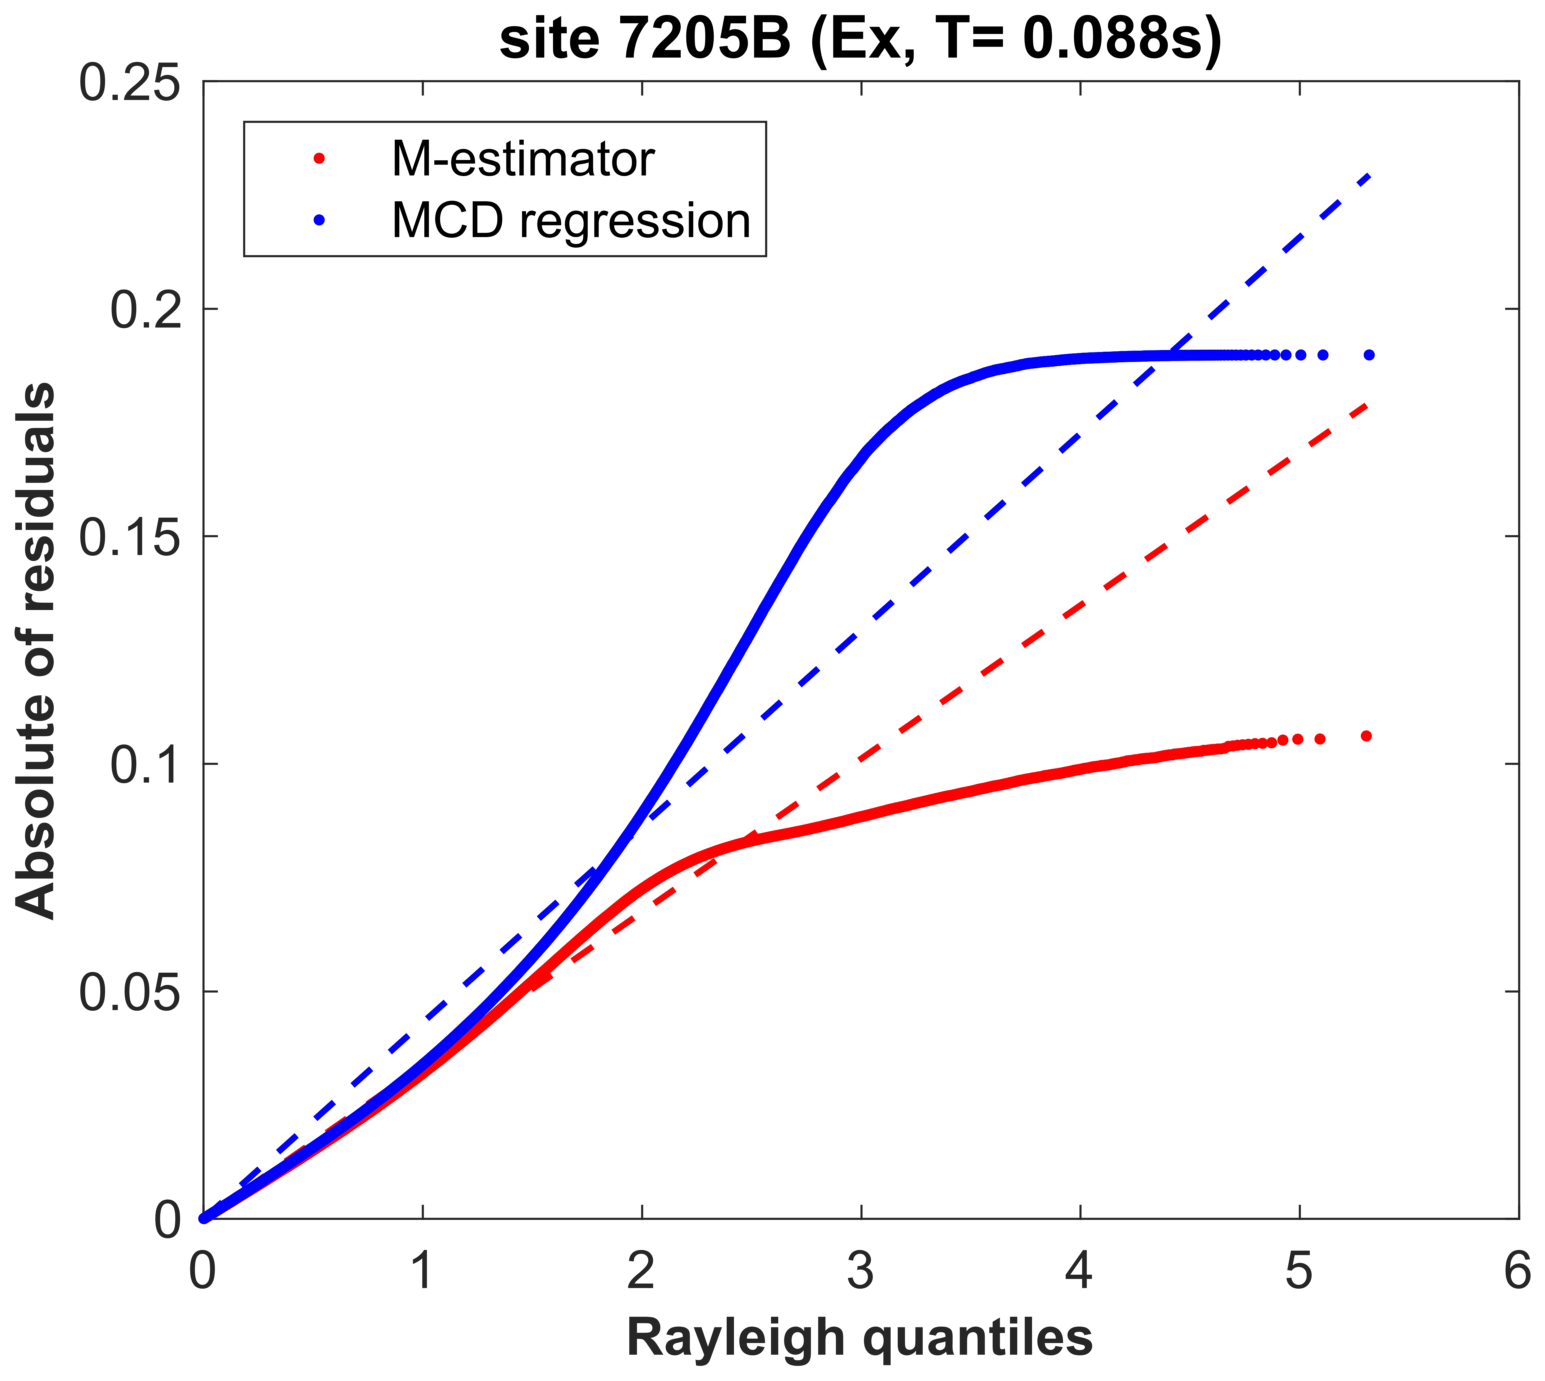 site 7205B (Ex, T= 0.088s)
0.25
0.2
0.15
0.1
0.05
0
M-estimator
MCD regression
Absolute of residuals
0 1 2 3 4 5 6
Rayleigh quantiles